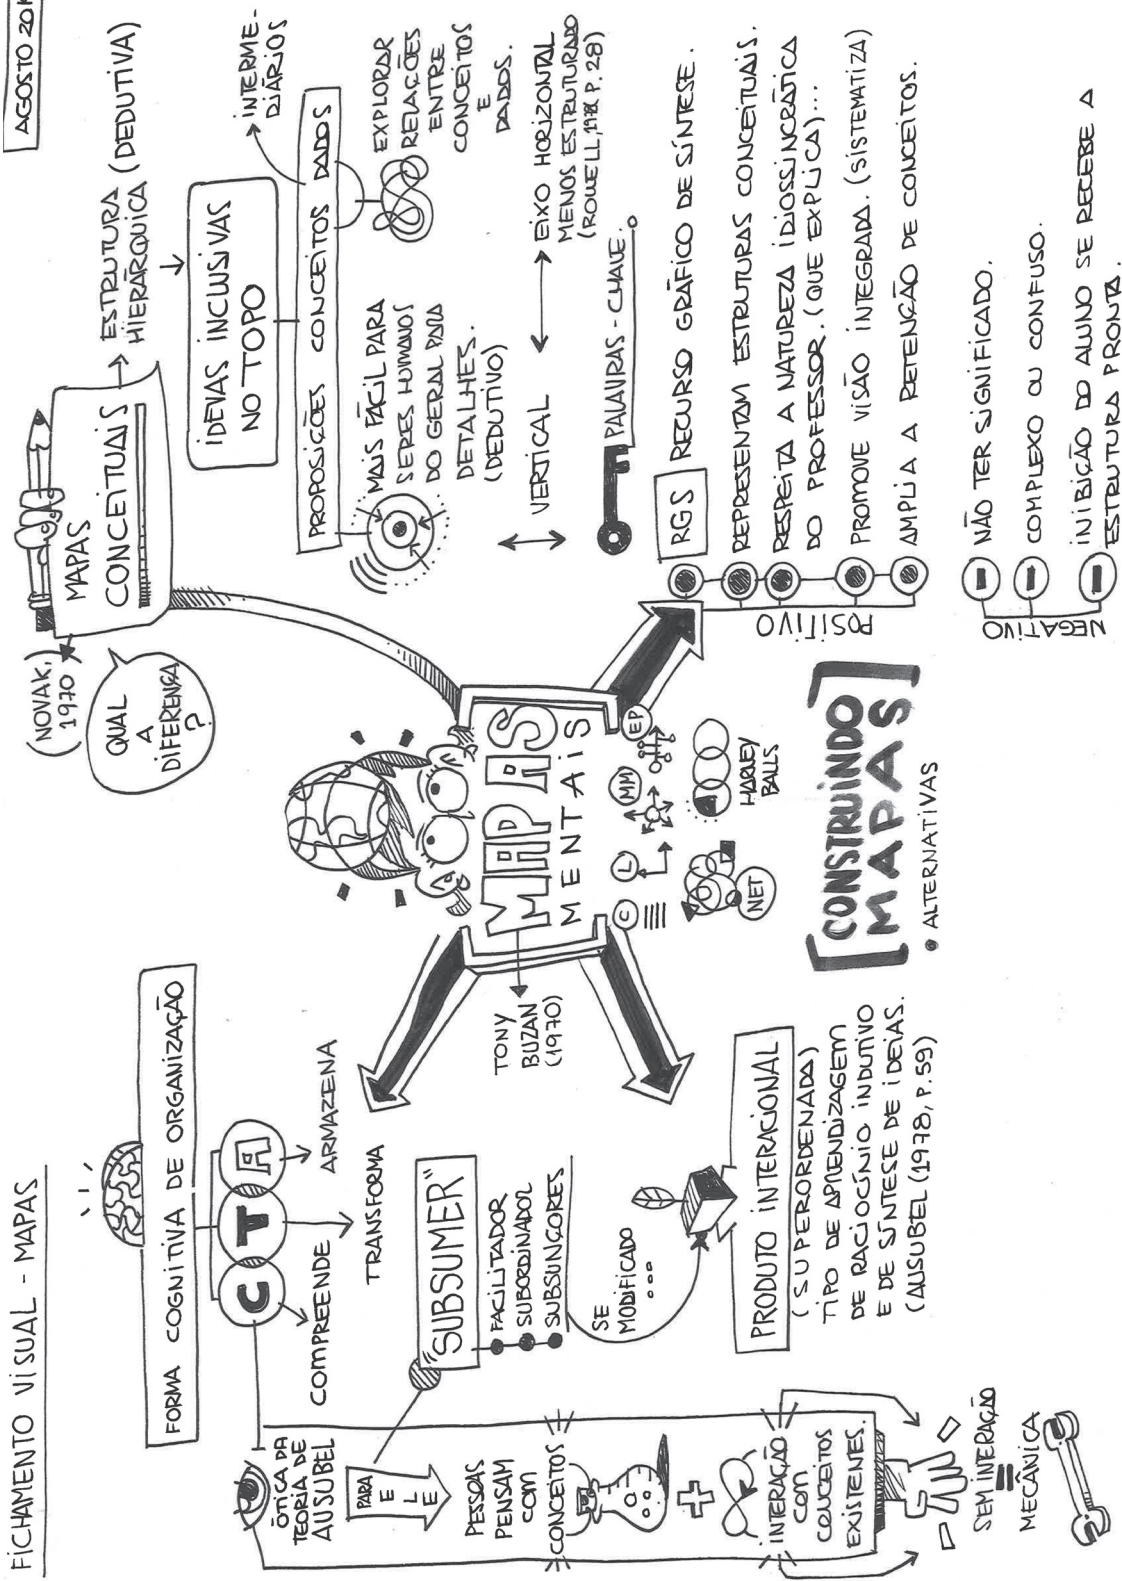 FICHAMENTO VISUAL - MAPAS
FORMA COGNITIVA DE ORGANIZAÇÃO
C T A
COMPREENDE
TRANSFORMA
ARMAZENA
ÓTICA DA
TEORIA DE
AUSUBEL
PARA
ELE
PESSOAS
PENSAM
COM
CONCEITOS
+
INTERAÇÃO
COM
CONCEITOS
EXISTENTES.
SEM INTERAÇÃO
=
MECÂNICA
"SUBSUMER"
FACILITADOR
SUBORDINADOR
SUBSUNÇORES
SE
MODIFICADO
...
PRODUTO INTERACIONAL
(SUPERORDENADA)
TIPO DE APRENDIZAGEM
DE RACIOCÍNIO INDUTIVO
E DE SÍNTESE DE IDEIAS.
(AUSUBEL (1978, P. 59)
MAPAS
MENTAIS
TONY
BUZAN
(1970)
C
L
MM
EP
NET
HARVEY
BALLS
[CONSTRUINDO
MAPAS]
• ALTERNATIVAS
(NOVAK,
1970)
QUAL
A
DIFERENÇA
?
MAPAS
CONCEITUAIS
ESTRUTURA
HIERÁRQUICA (DEDUTIVA)
IDEIAS INCLUSIVAS
NO TOPO
PROPOSIÇÕES CONCEITOS DADOS
INTERME-
DIÁRIOS
MAIS FÁCIL PARA
SERES HUMANOS
DO GERAL PARA
DETALHES.
(DEDUTIVO)
EXPLORAR
RELAÇÕES
ENTRE
CONCEITOS
E
DADOS.
VERTICAL
EIXO HORIZONTAL
MENOS ESTRUTURADO
(ROWELL, 1978 P. 28)
PALAVRAS-CHAVE.
RGS RECURSO GRÁFICO DE SÍNTESE.
POSITIVO
REPRESENTAM ESTRUTURAS CONCEITUAIS.
RESPEITA A NATUREZA IDIOSSINCRÁTICA
DO PROFESSOR. (QUE EXPLICA)...
PROMOVE VISÃO INTEGRADA. (SISTEMATIZA)
AMPLIA A RETENÇÃO DE CONCEITOS.
NEGATIVO
NÃO TER SIGNIFICADO.
COMPLEXO OU CONFUSO.
INIBIÇÃO DO ALUNO SE RECEBE A
ESTRUTURA PRONTA.
AGOSTO